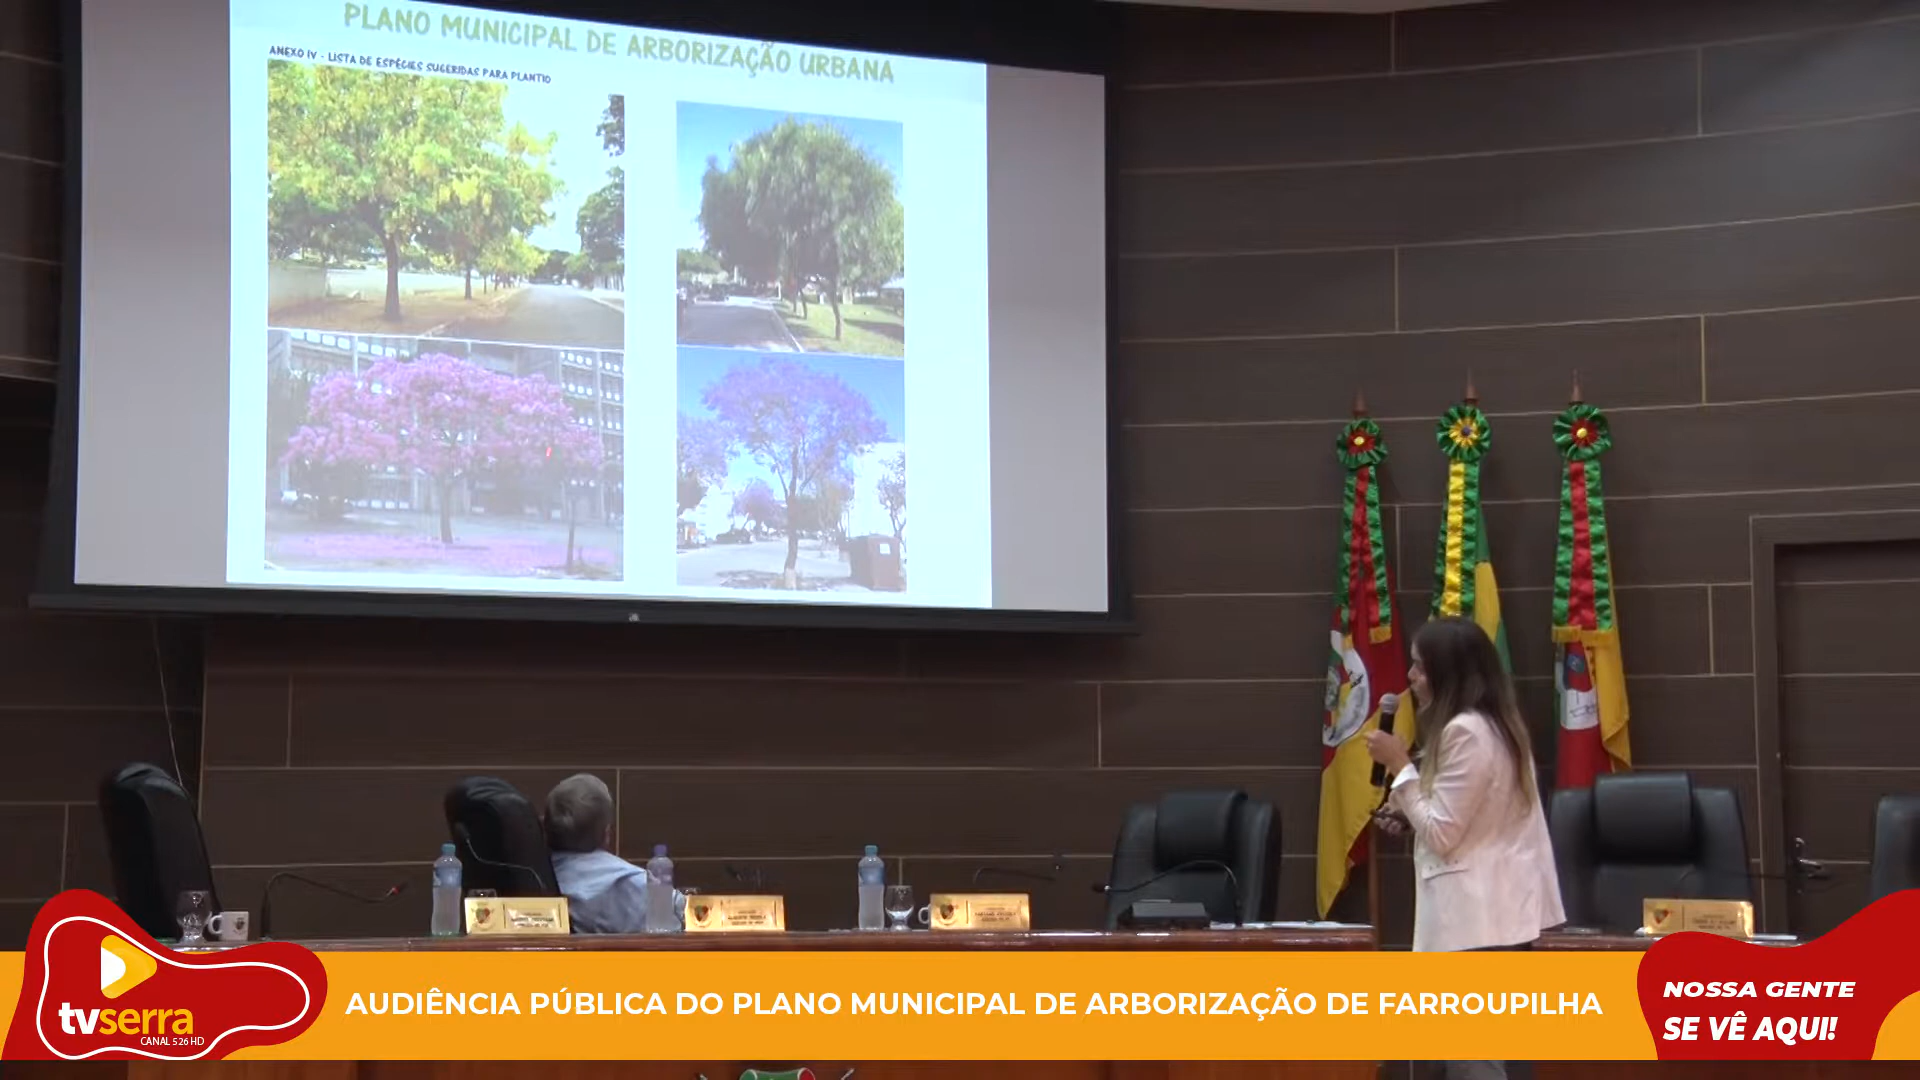 PLANO MUNICIPAL DE ARBORIZAÇÃO URBANA
ANEXO IV - LISTA DE ESPÉCIES SUGERIDAS PARA PLANTIO
tvserra
CANAL 526 HD
AUDIÊNCIA PÚBLICA DO PLANO MUNICIPAL DE ARBORIZAÇÃO DE FARROUPILHA
NOSSA GENTE
SE VÊ AQUI!